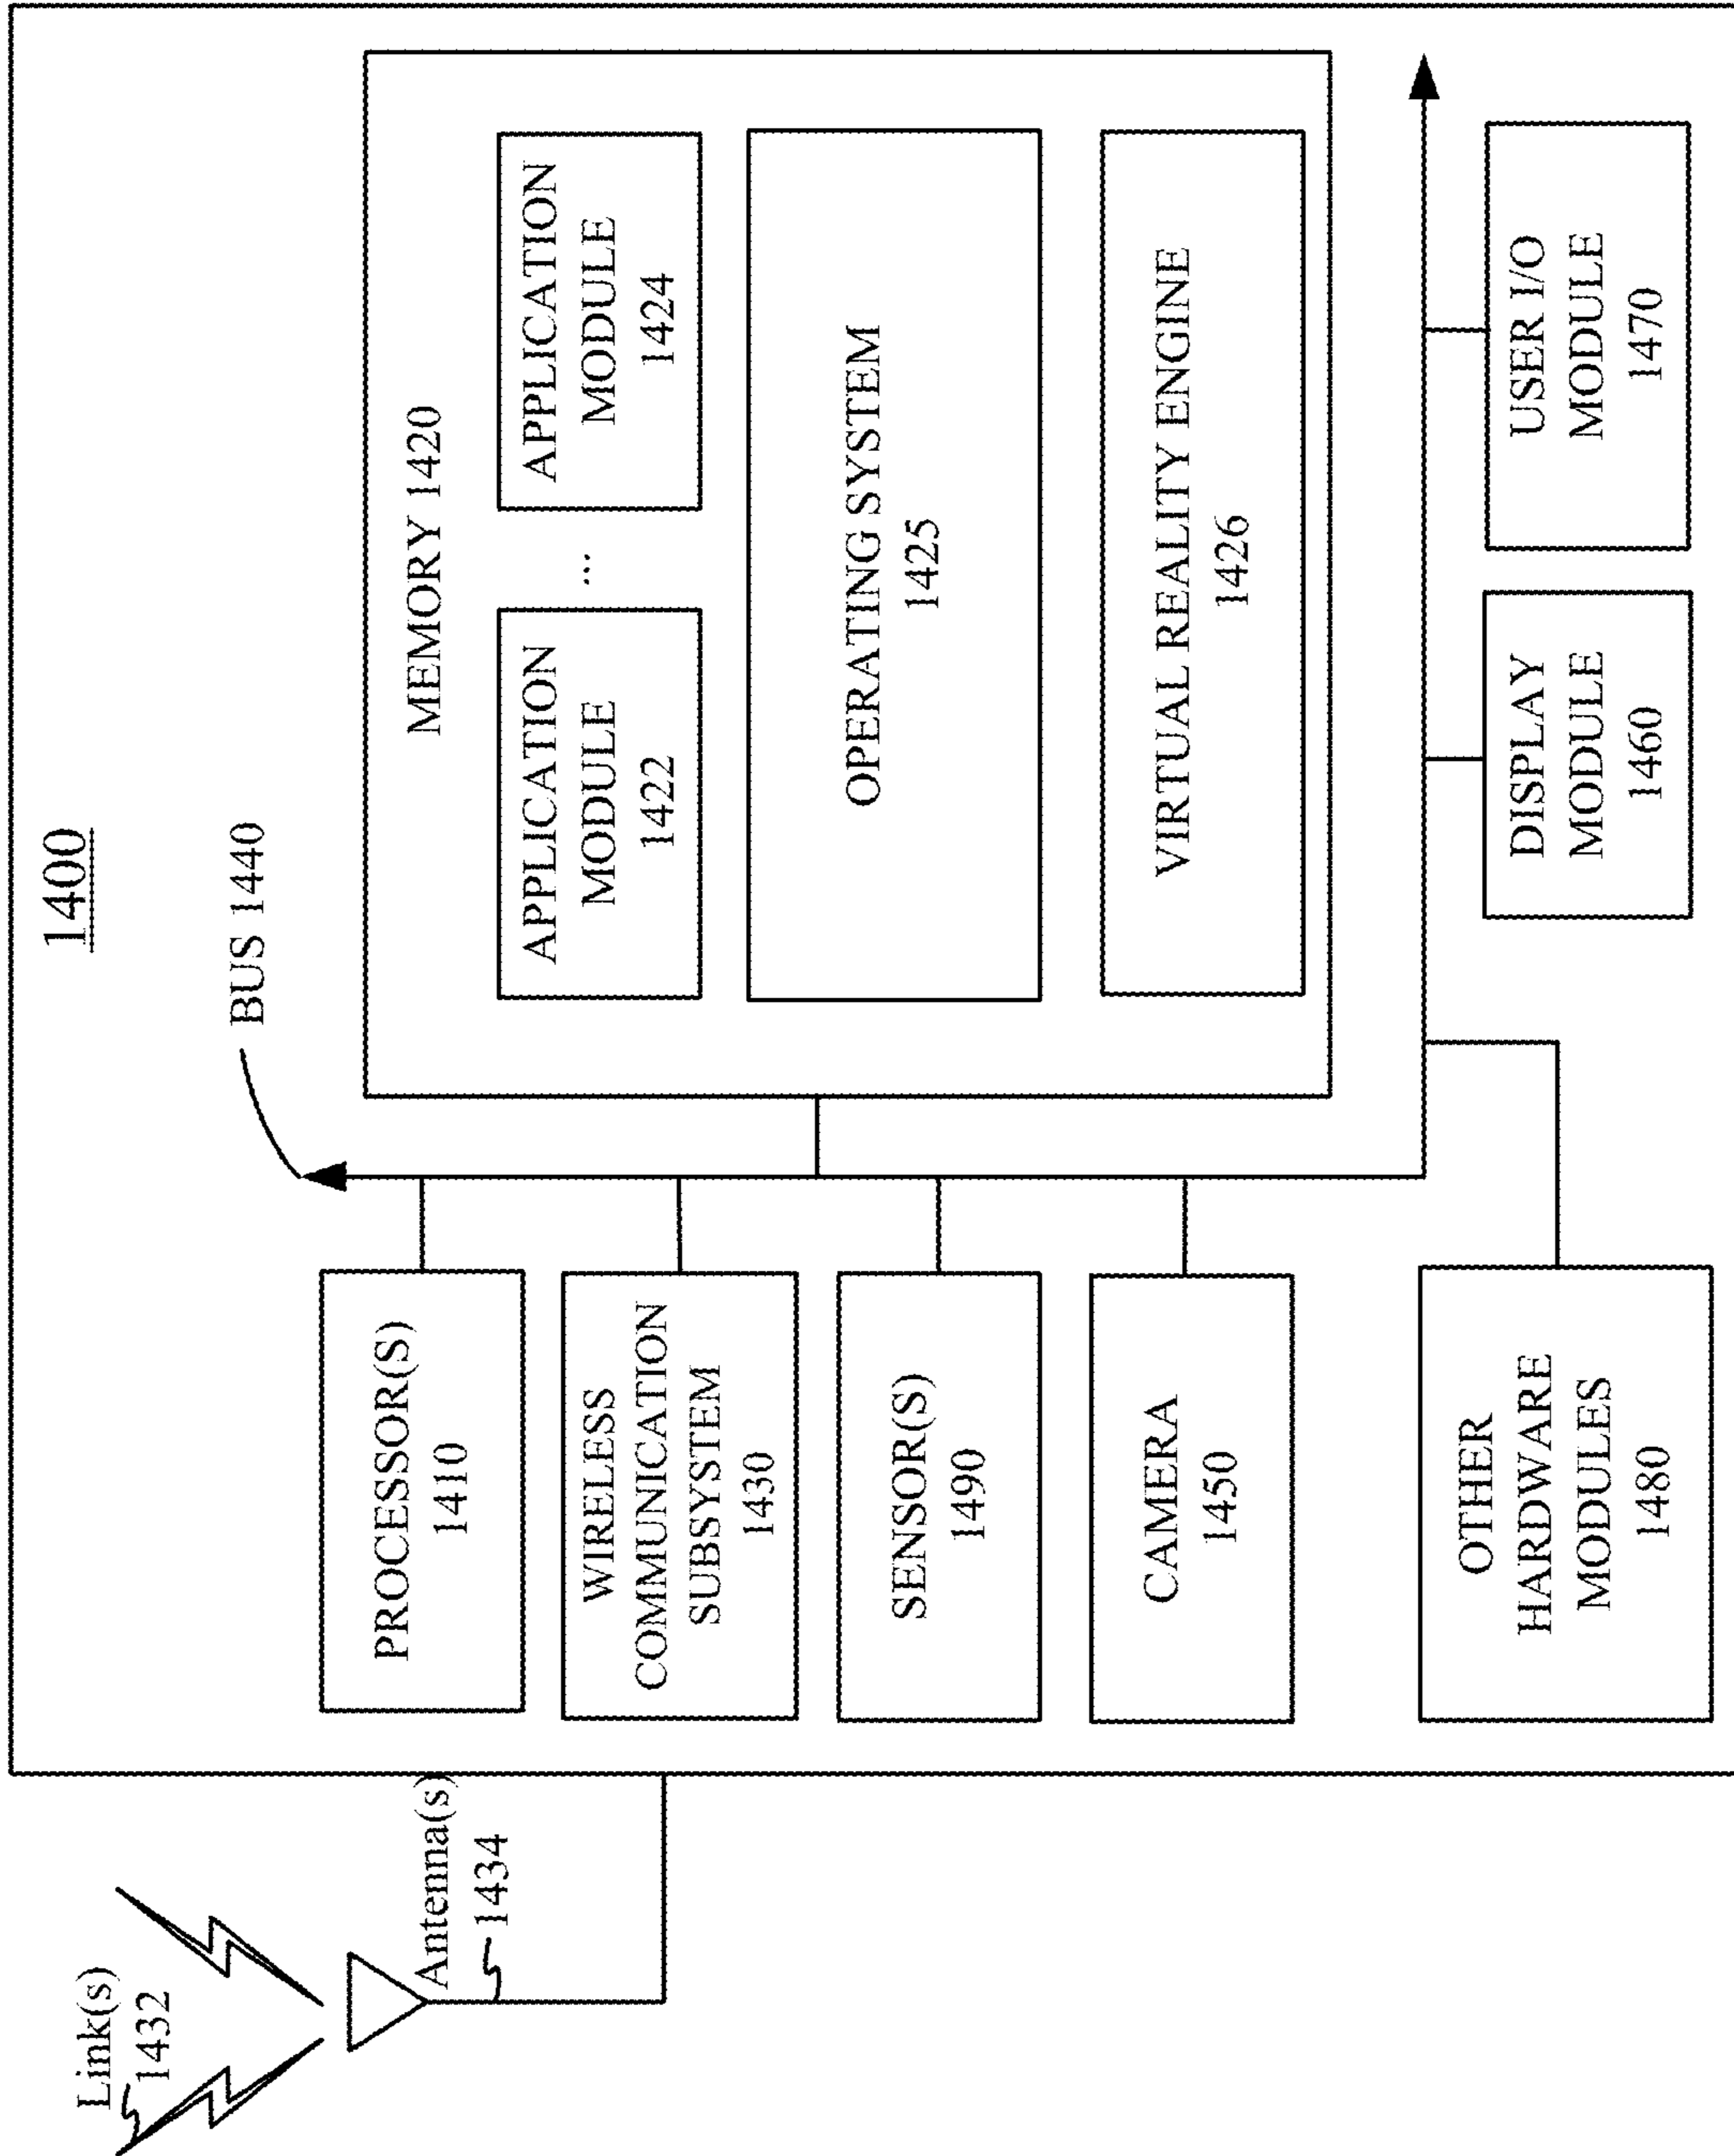 1400
Link(s)
1432
Antenna(s)
1434
BUS 1440
PROCESSOR(S)
1410
WIRELESS
COMMUNICATION
SUBSYSTEM
1430
SENSOR(S)
1490
CAMERA
1450
OTHER
HARDWARE
MODULES
1480
MEMORY 1420
APPLICATION
MODULE
1422
...
APPLICATION
MODULE
1424
OPERATING SYSTEM
1425
VIRTUAL REALITY ENGINE
1426
DISPLAY
MODULE
1460
USER I/O
MODULE
1470